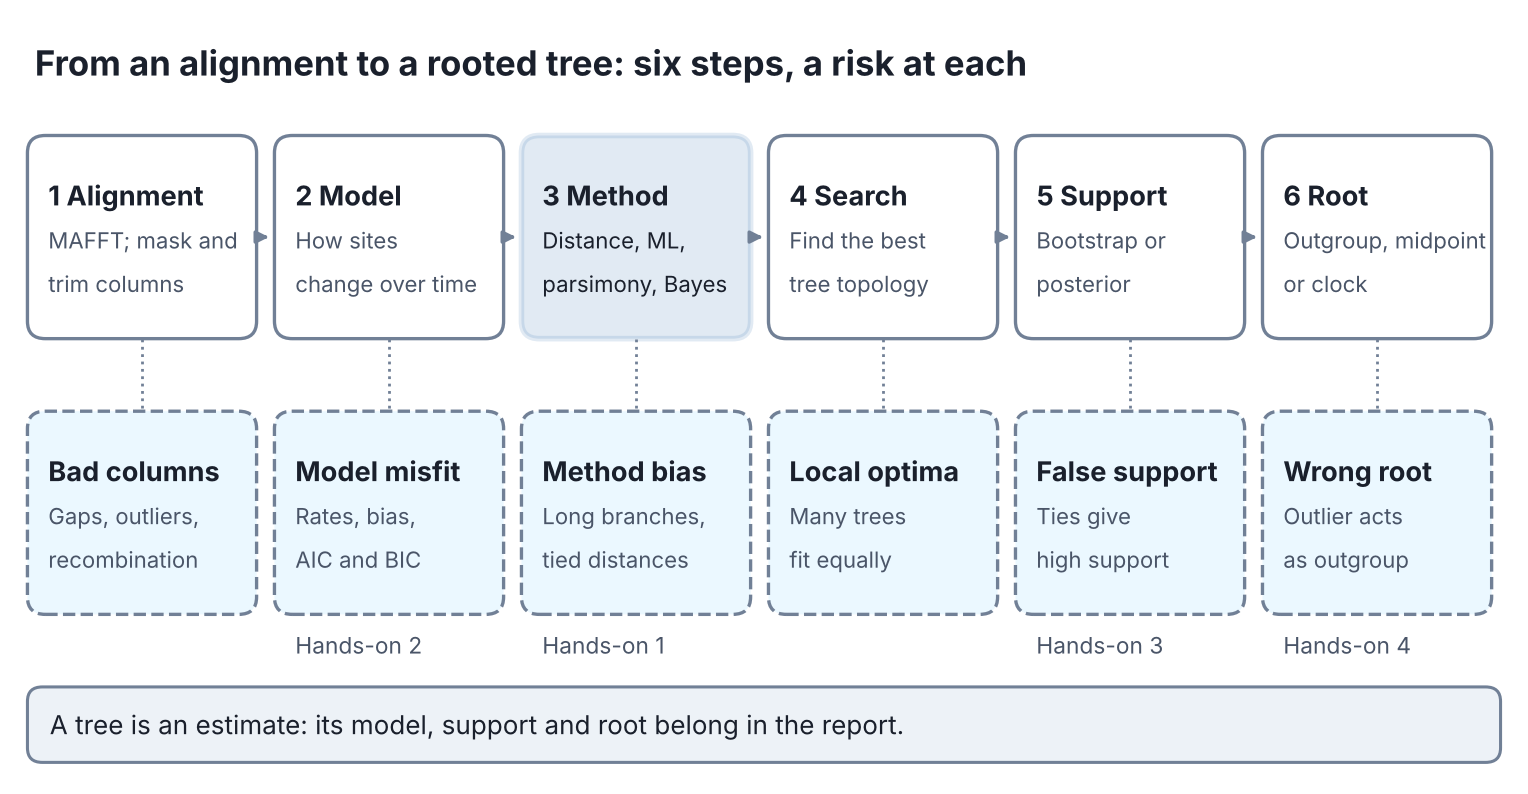 From an alignment to a rooted tree: six steps, a risk at each
1 Alignment
MAFFT; mask and
trim columns
2 Model
How sites
change over time
3 Method
Distance, ML,
parsimony, Bayes
4 Search
Find the best
tree topology
5 Support
Bootstrap or
posterior
6 Root
Outgroup, midpoint
or clock
Bad columns
Gaps, outliers,
recombination
Model misfit
Rates, bias,
AIC and BIC
Method bias
Long branches,
tied distances
Local optima
Many trees
fit equally
False support
Ties give
high support
Wrong root
Outlier acts
as outgroup
Hands-on 2
Hands-on 1
Hands-on 3
Hands-on 4
A tree is an estimate: its model, support and root belong in the report.